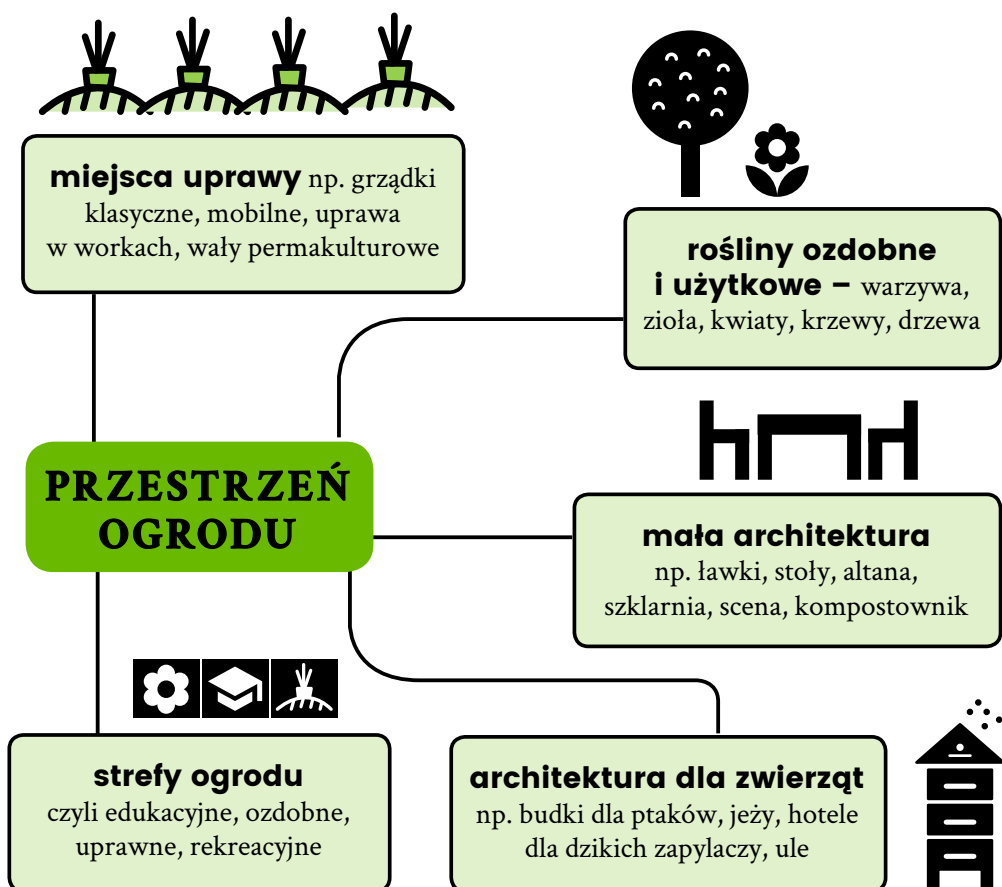 miejsca uprawy np. grządki
klasyczne, mobilne, uprawa
w workach, wały permakulturowe
rośliny ozdobne
i użytkowe – warzywa,
zioła, kwiaty, krzewy, drzewa
PRZESTRZEŃ
OGRODU
mała architektura
np. ławki, stoły, altana,
szklarnia, scena, kompostownik
strefy ogrodu
czyli edukacyjne, ozdobne,
uprawne, rekreacyjne
architektura dla zwierząt
np. budki dla ptaków, jeży, hotele
dla dzikich zapylaczy, ule